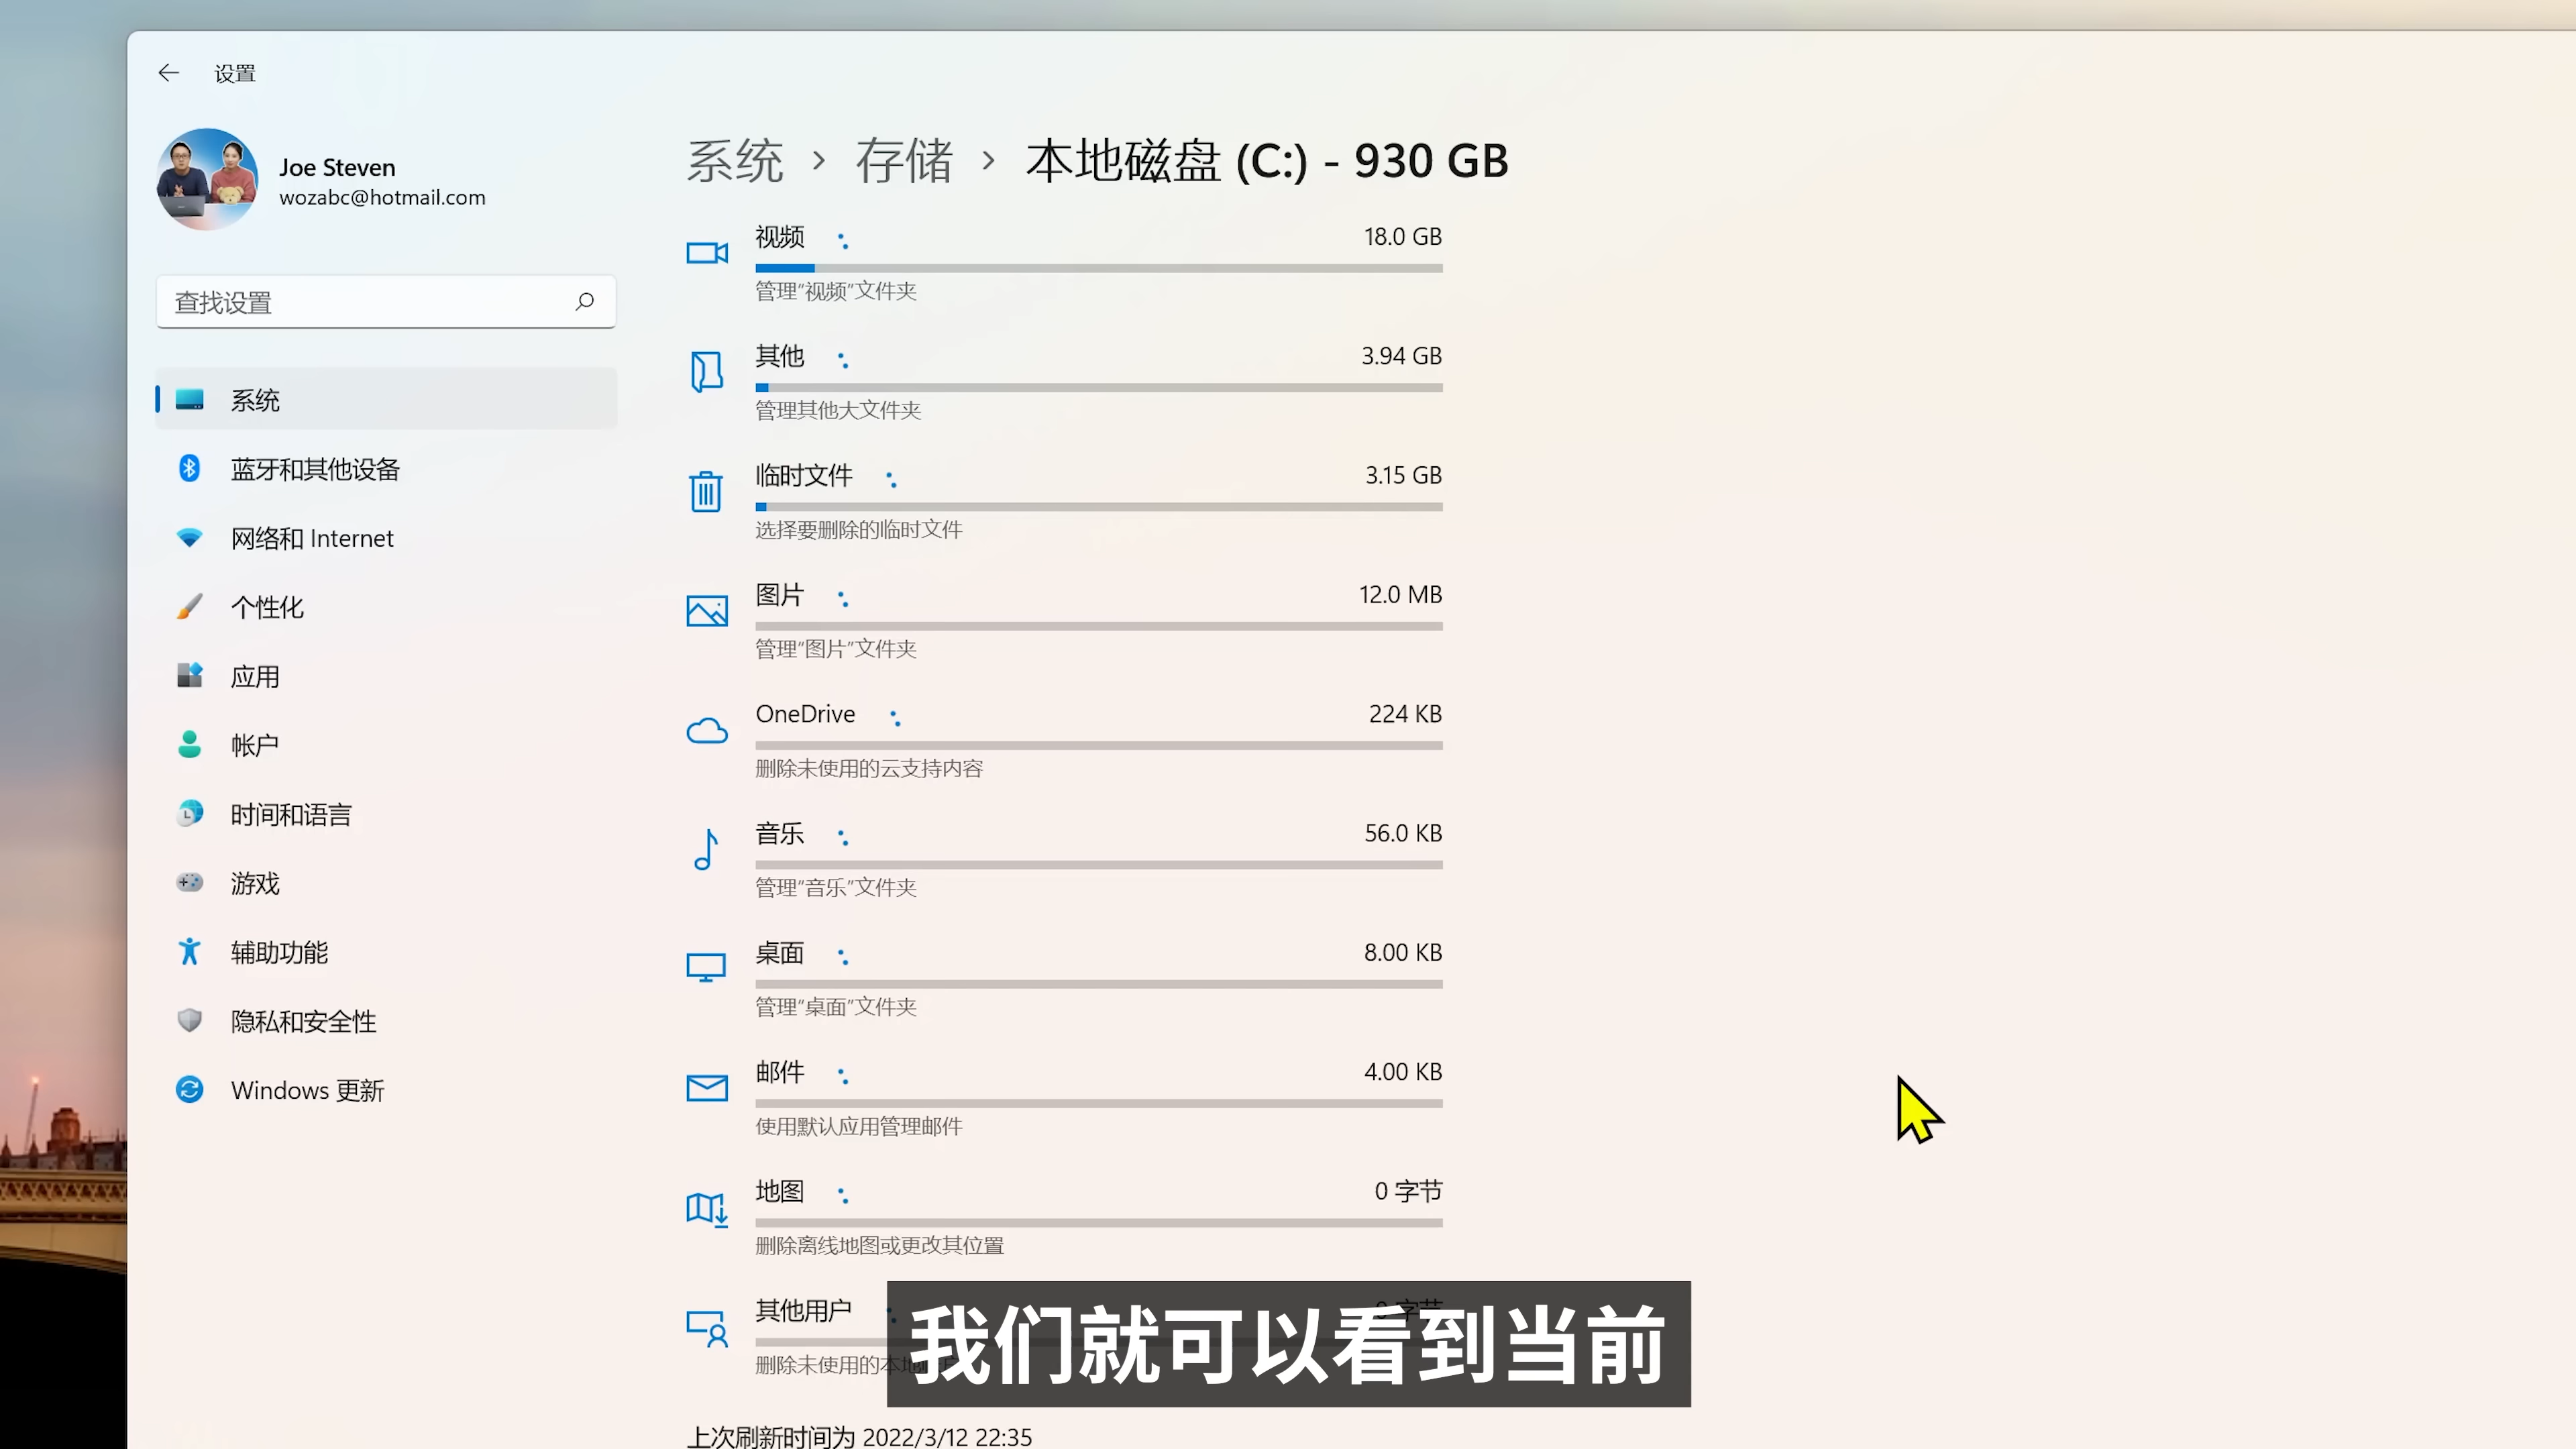 设置
Joe Steven
wozabc@hotmail.com
查找设置
系统
蓝牙和其他设备
网络和 Internet
个性化
应用
帐户
时间和语言
游戏
辅助功能
隐私和安全性
Windows 更新
系统 › 存储 › 本地磁盘 (C:) - 930 GB
视频 18.0 GB
管理"视频"文件夹
其他 3.94 GB
管理其他大文件夹
临时文件 3.15 GB
选择要删除的临时文件
图片 12.0 MB
管理"图片"文件夹
OneDrive 224 KB
删除未使用的云支持内容
音乐 56.0 KB
管理"音乐"文件夹
桌面 8.00 KB
管理"桌面"文件夹
邮件 4.00 KB
使用默认应用管理邮件
地图 0 字节
删除离线地图或更改其位置
其他用户 0 字节
删除未使用的本地
我们就可以看到当前
上次刷新时间为 2022/3/12 22:35